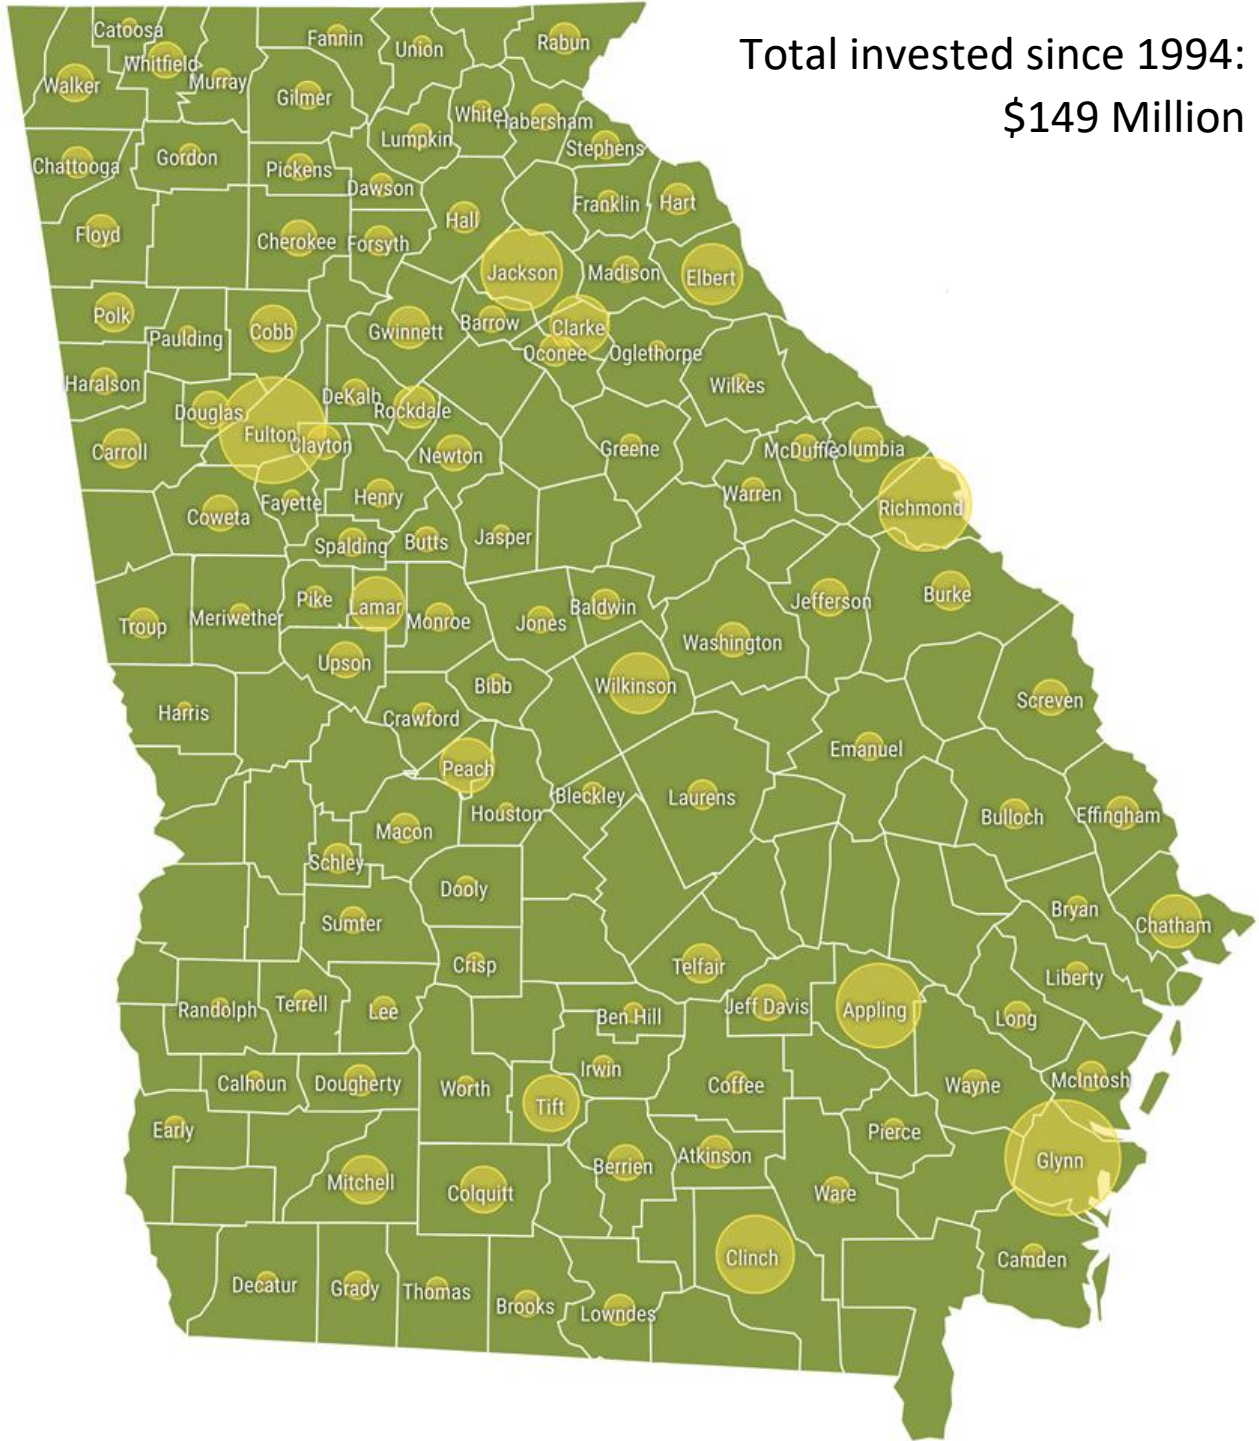 Total invested since 1994:
$149 Million
Catoosa
Whitfield
Walker
Murray
Fannin
Union
Rabun
Gilmer
White
Habersham
Lumpkin
Stephens
Chattooga
Gordon
Pickens
Dawson
Franklin
Hart
Floyd
Cherokee
Forsyth
Hall
Jackson
Madison
Elbert
Polk
Paulding
Cobb
Gwinnett
Barrow
Clarke
Oconee
Oglethorpe
Haralson
Douglas
DeKalb
Rockdale
Wilkes
Carroll
Fulton
Clayton
Newton
Greene
McDuffie
Columbia
Coweta
Fayette
Henry
Warren
Richmond
Spalding
Butts
Jasper
Troup
Meriwether
Pike
Lamar
Monroe
Jones
Baldwin
Jefferson
Burke
Upson
Bibb
Wilkinson
Washington
Harris
Crawford
Screven
Peach
Emanuel
Macon
Houston
Bleckley
Laurens
Bulloch
Effingham
Schley
Dooly
Sumter
Bryan
Chatham
Crisp
Telfair
Liberty
Randolph
Terrell
Lee
Ben Hill
Jeff Davis
Appling
Long
Calhoun
Dougherty
Worth
Tift
Irwin
Coffee
Wayne
McIntosh
Early
Mitchell
Colquitt
Berrien
Atkinson
Pierce
Ware
Glynn
Clinch
Camden
Decatur
Grady
Thomas
Brooks
Lowndes